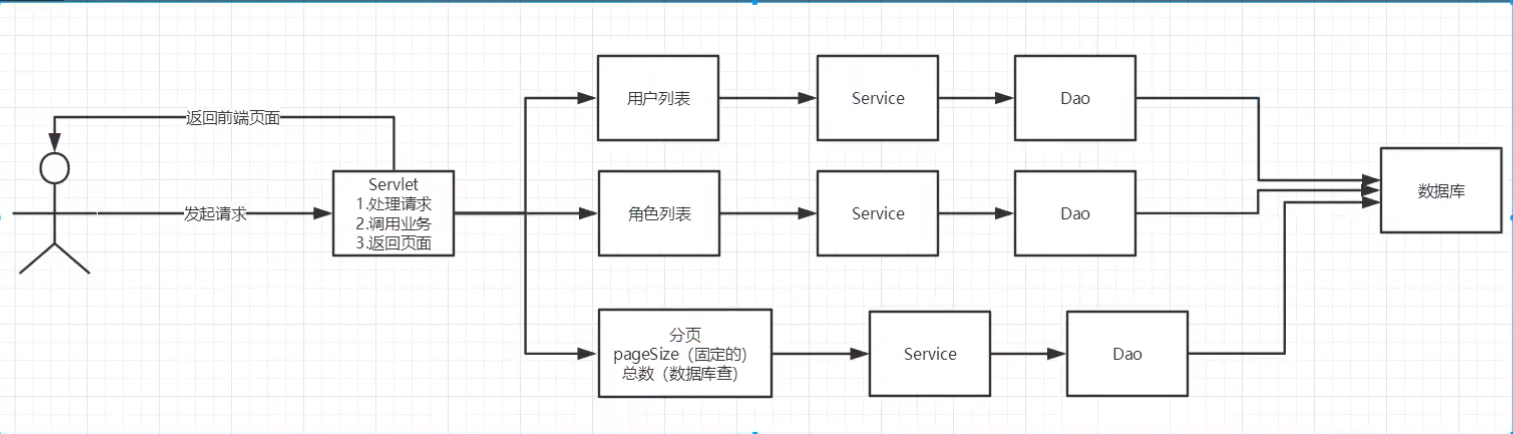 返回前端页面
发起请求
Servlet
1.处理请求
2.调用业务
3.返回页面
用户列表
Service
Dao
角色列表
Service
Dao
分页
pageSize（固定的）
总数（数据库查）
Service
Dao
数据库